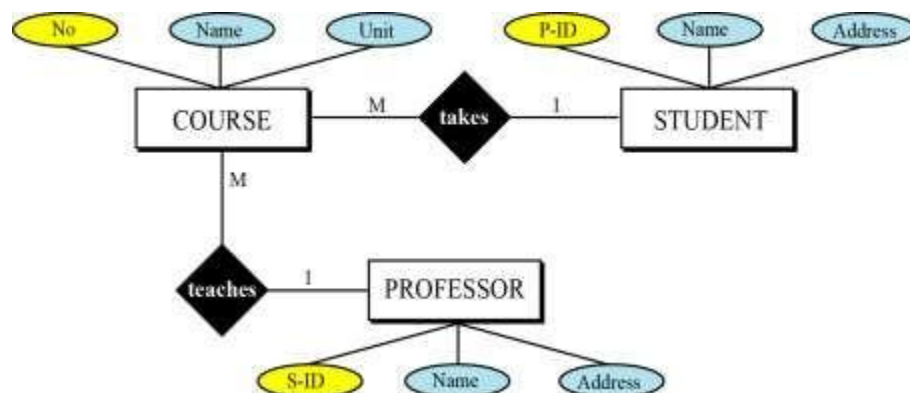 No
Name
Unit
P-ID
Name
Address
COURSE
M
takes
1
STUDENT
M
teaches
1
PROFESSOR
S-ID
Name
Address